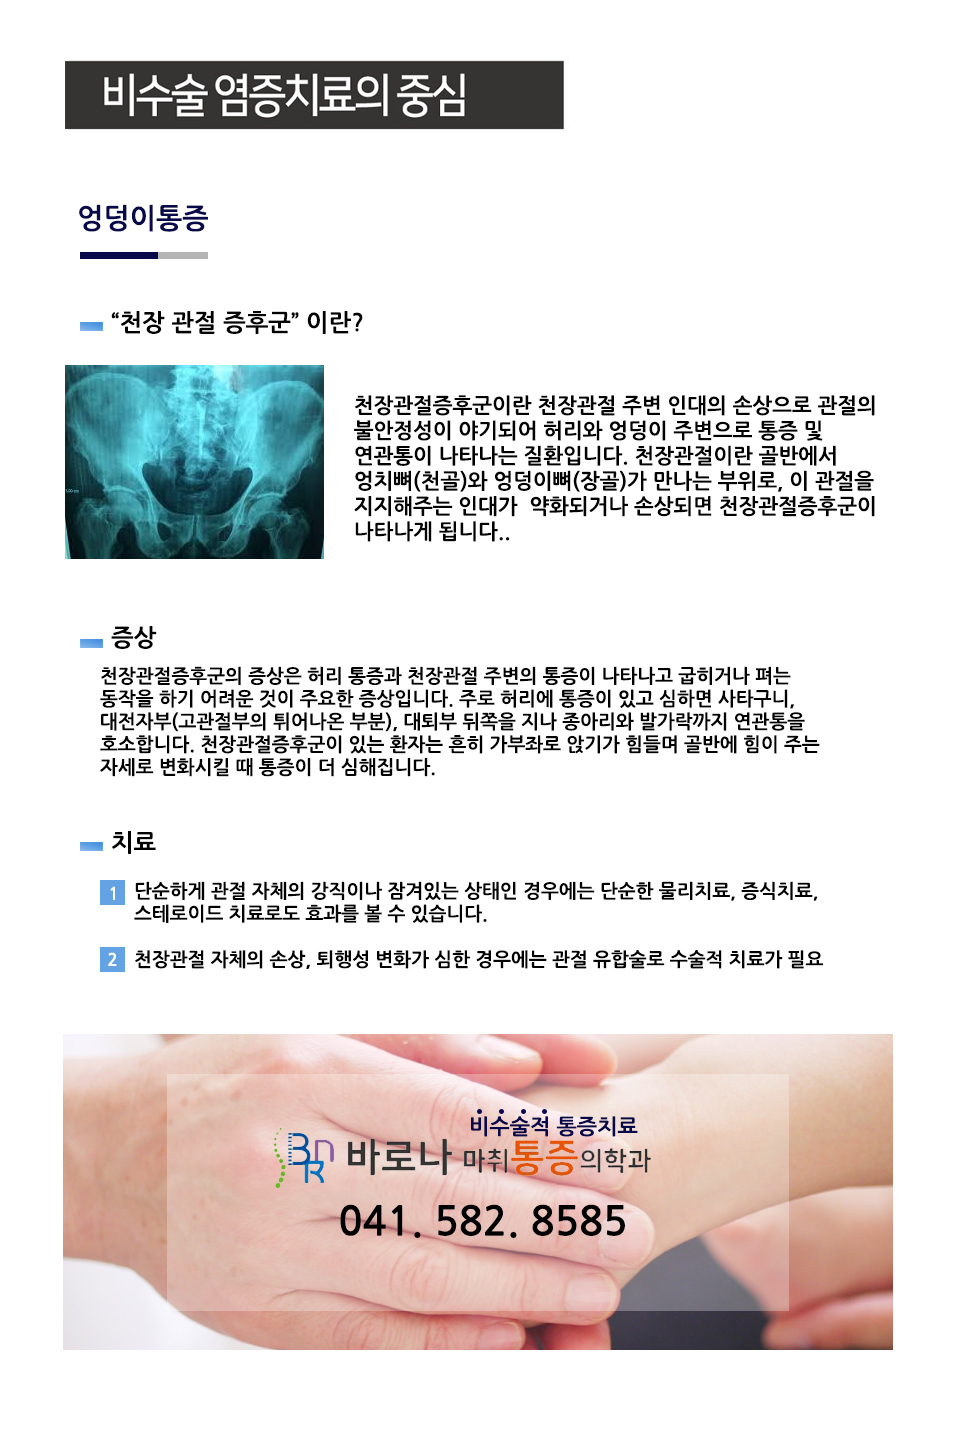 비수술 염증치료의 중심
엉덩이통증
“천장 관절 증후군” 이란?
천장관절증후군이란 천장관절 주변 인대의 손상으로 관절의
불안정성이 야기되어 허리와 엉덩이 주변으로 통증 및
연관통이 나타나는 질환입니다. 천장관절이란 골반에서
엉치뼈(천골)와 엉덩이뼈(장골)가 만나는 부위로, 이 관절을
지지해주는 인대가  약화되거나 손상되면 천장관절증후군이
나타나게 됩니다..
증상
천장관절증후군의 증상은 허리 통증과 천장관절 주변의 통증이 나타나고 굽히거나 펴는
동작을 하기 어려운 것이 주요한 증상입니다. 주로 허리에 통증이 있고 심하면 사타구니,
대전자부(고관절부의 튀어나온 부분), 대퇴부 뒤쪽을 지나 종아리와 발가락까지 연관통을
호소합니다. 천장관절증후군이 있는 환자는 흔히 가부좌로 앉기가 힘들며 골반에 힘이 주는
자세로 변화시킬 때 통증이 더 심해집니다.
치료
1 단순하게 관절 자체의 강직이나 잠겨있는 상태인 경우에는 단순한 물리치료, 증식치료,
스테로이드 치료로도 효과를 볼 수 있습니다.
2 천장관절 자체의 손상, 퇴행성 변화가 심한 경우에는 관절 유합술로 수술적 치료가 필요
비수술적 통증치료
바로나 마취통증의학과
041. 582. 8585